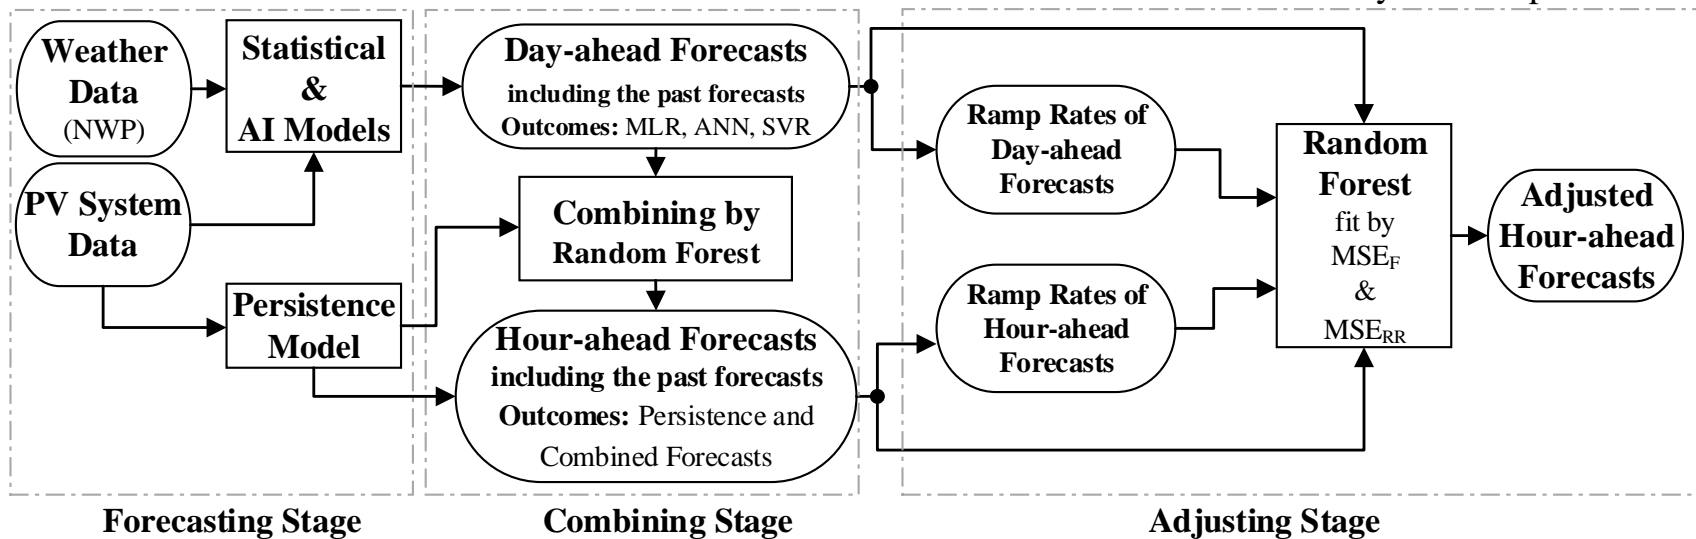 Weather
Data
(NWP)
PV System
Data
Statistical
&
AI Models
Persistence
Model
Forecasting Stage
Day-ahead Forecasts
including the past forecasts
Outcomes: MLR, ANN, SVR
Combining by
Random Forest
Hour-ahead Forecasts
including the past forecasts
Outcomes: Persistence and
Combined Forecasts
Combining Stage
Ramp Rates of
Day-ahead
Forecasts
Ramp Rates of
Hour-ahead
Forecasts
Random
Forest
fit by
MSE_F
&
MSE_RR
Adjusted
Hour-ahead
Forecasts
Adjusting Stage